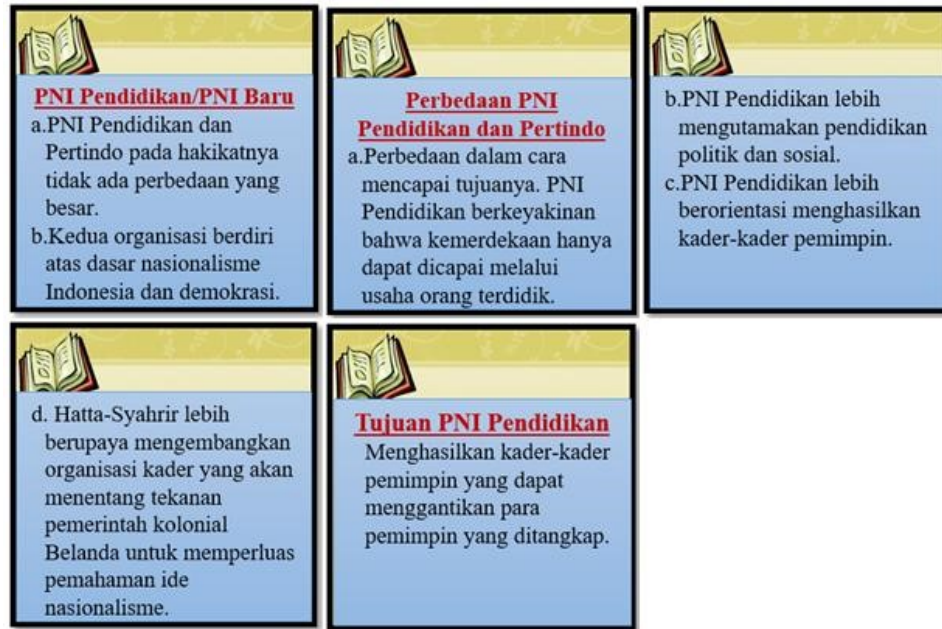 PNI Pendidikan/PNI Baru
a.PNI Pendidikan dan
Pertindo pada hakikatnya
tidak ada perbedaan yang
besar.
b.Kedua organisasi berdiri
atas dasar nasionalisme
Indonesia dan demokrasi.
Perbedaan PNI
Pendidikan dan Pertindo
a.Perbedaan dalam cara
mencapai tujuanya. PNI
Pendidikan berkeyakinan
bahwa kemerdekaan hanya
dapat dicapai melalui
usaha orang terdidik.
b.PNI Pendidikan lebih
mengutamakan pendidikan
politik dan sosial.
c.PNI Pendidikan lebih
berorientasi menghasilkan
kader-kader pemimpin.
d. Hatta-Syahrir lebih
berupaya mengembangkan
organisasi kader yang akan
menentang tekanan
pemerintah kolonial
Belanda untuk memperluas
pemahaman ide
nasionalisme.
Tujuan PNI Pendidikan
Menghasilkan kader-kader
pemimpin yang dapat
menggantikan para
pemimpin yang ditangkap.